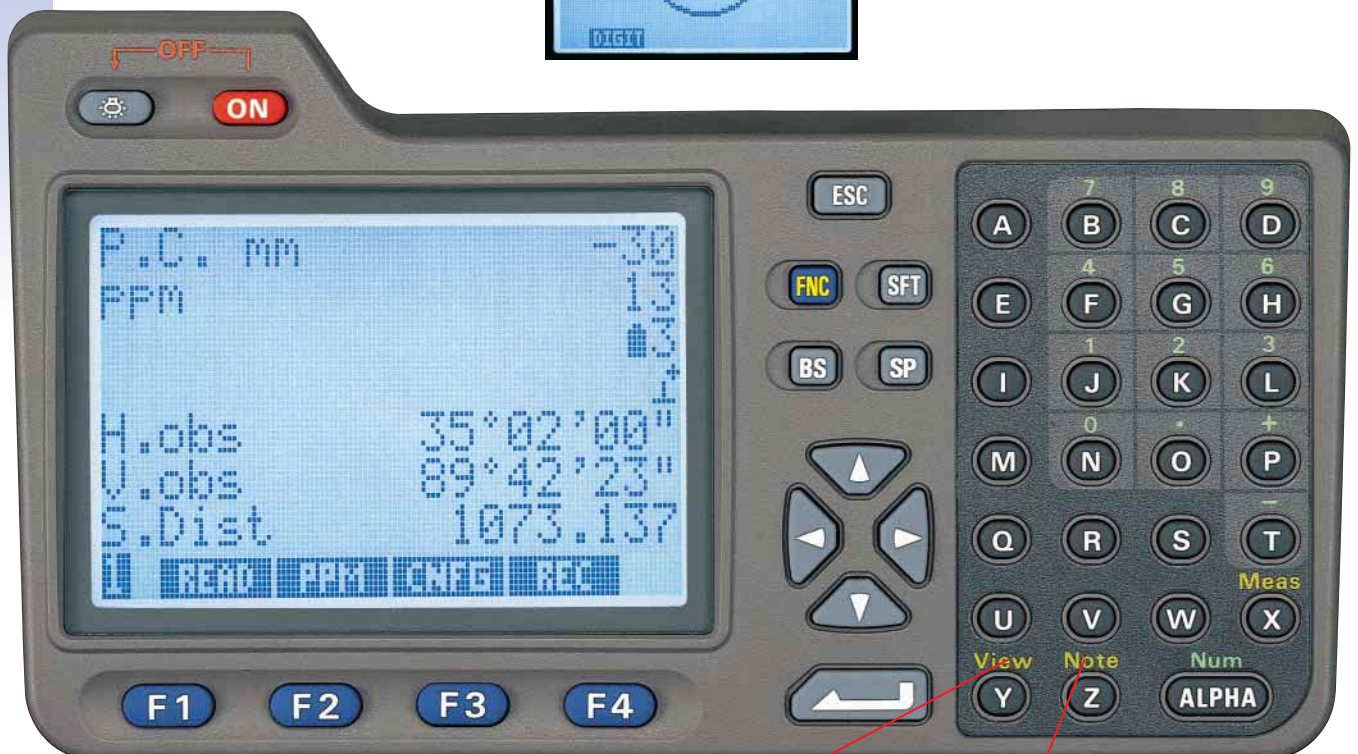 DIGIT
OFF
ON
P.C. mm -30
ppm 13
3
H.obs 35°02'00"
V.obs 89°42'23"
S.Dist 1073.137
1 READ PPM CNFG REC
F1 F2 F3 F4
ESC
FNC SFT
BS SP
7 8 9
A B C D
4 5 6
E F G H
1 2 3
I J K L
0 . +
M N O P
-
Q R S T
Meas
U V W X
View Note Num
Y Z ALPHA